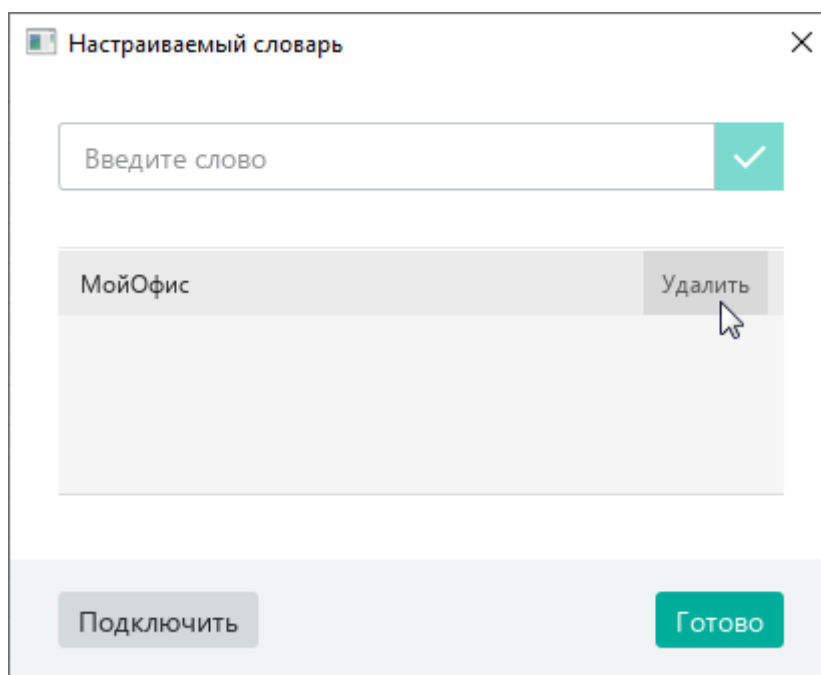 Настраиваемый словарь
Введите слово
МойОфис Удалить
Подключить Готово